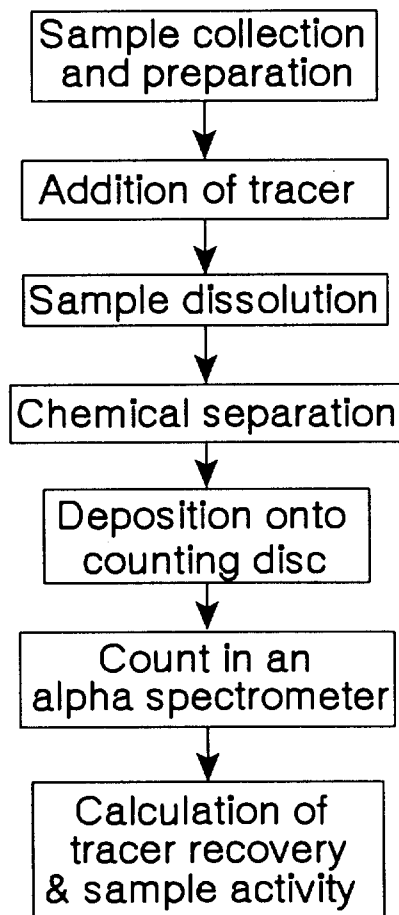 Sample collection
and preparation
Addition of tracer
Sample dissolution
Chemical separation
Deposition onto
counting disc
Count in an
alpha spectrometer
Calculation of
tracer recovery
& sample activity